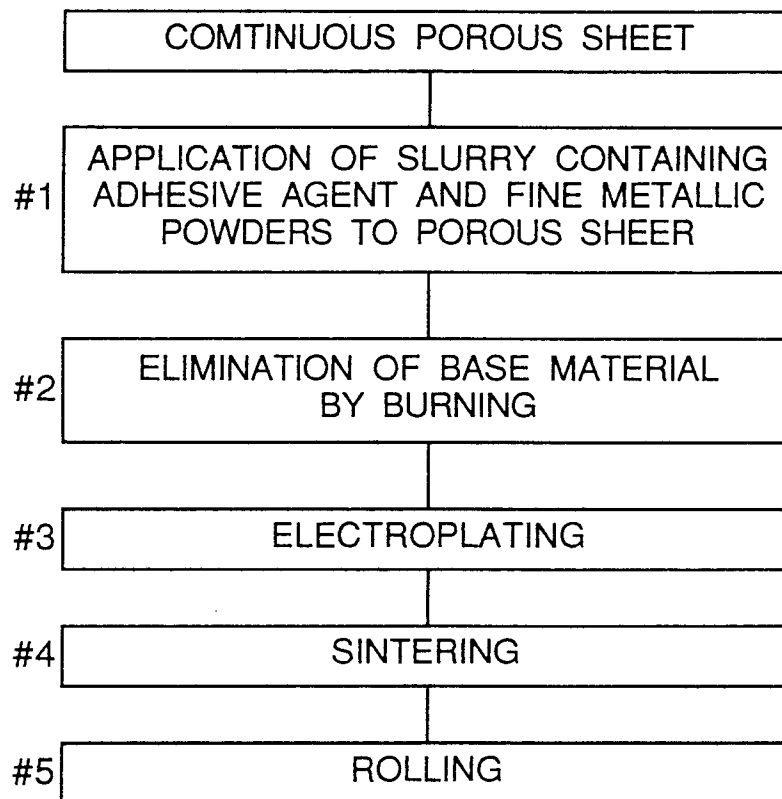 COMTINUOUS POROUS SHEET
#1
APPLICATION OF SLURRY CONTAINING
ADHESIVE AGENT AND FINE METALLIC
POWDERS TO POROUS SHEER
#2
ELIMINATION OF BASE MATERIAL
BY BURNING
#3 ELECTROPLATING
#4 SINTERING
#5 ROLLING